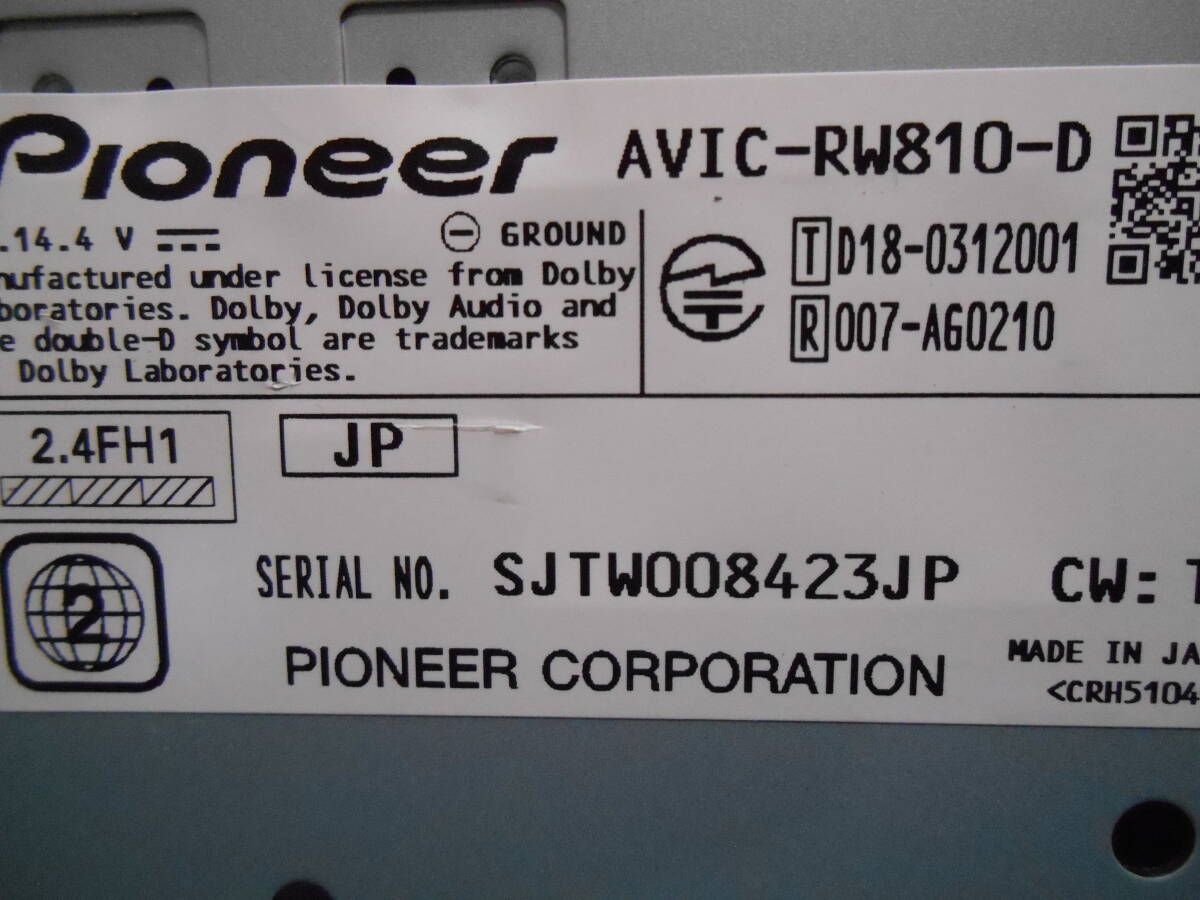 Pioneer AVIC-RW810-D
.14.4 V ⊖ GROUND
nufactured under license from Dolby
boratories. Dolby, Dolby Audio and
e double-D symbol are trademarks
Dolby Laboratories.
T D18-0312001
R 007-AG0210
2.4FH1
JP
2
SERIAL NO. SJTW008423JP CW: T
PIONEER CORPORATION
MADE IN JA
<CRH5104